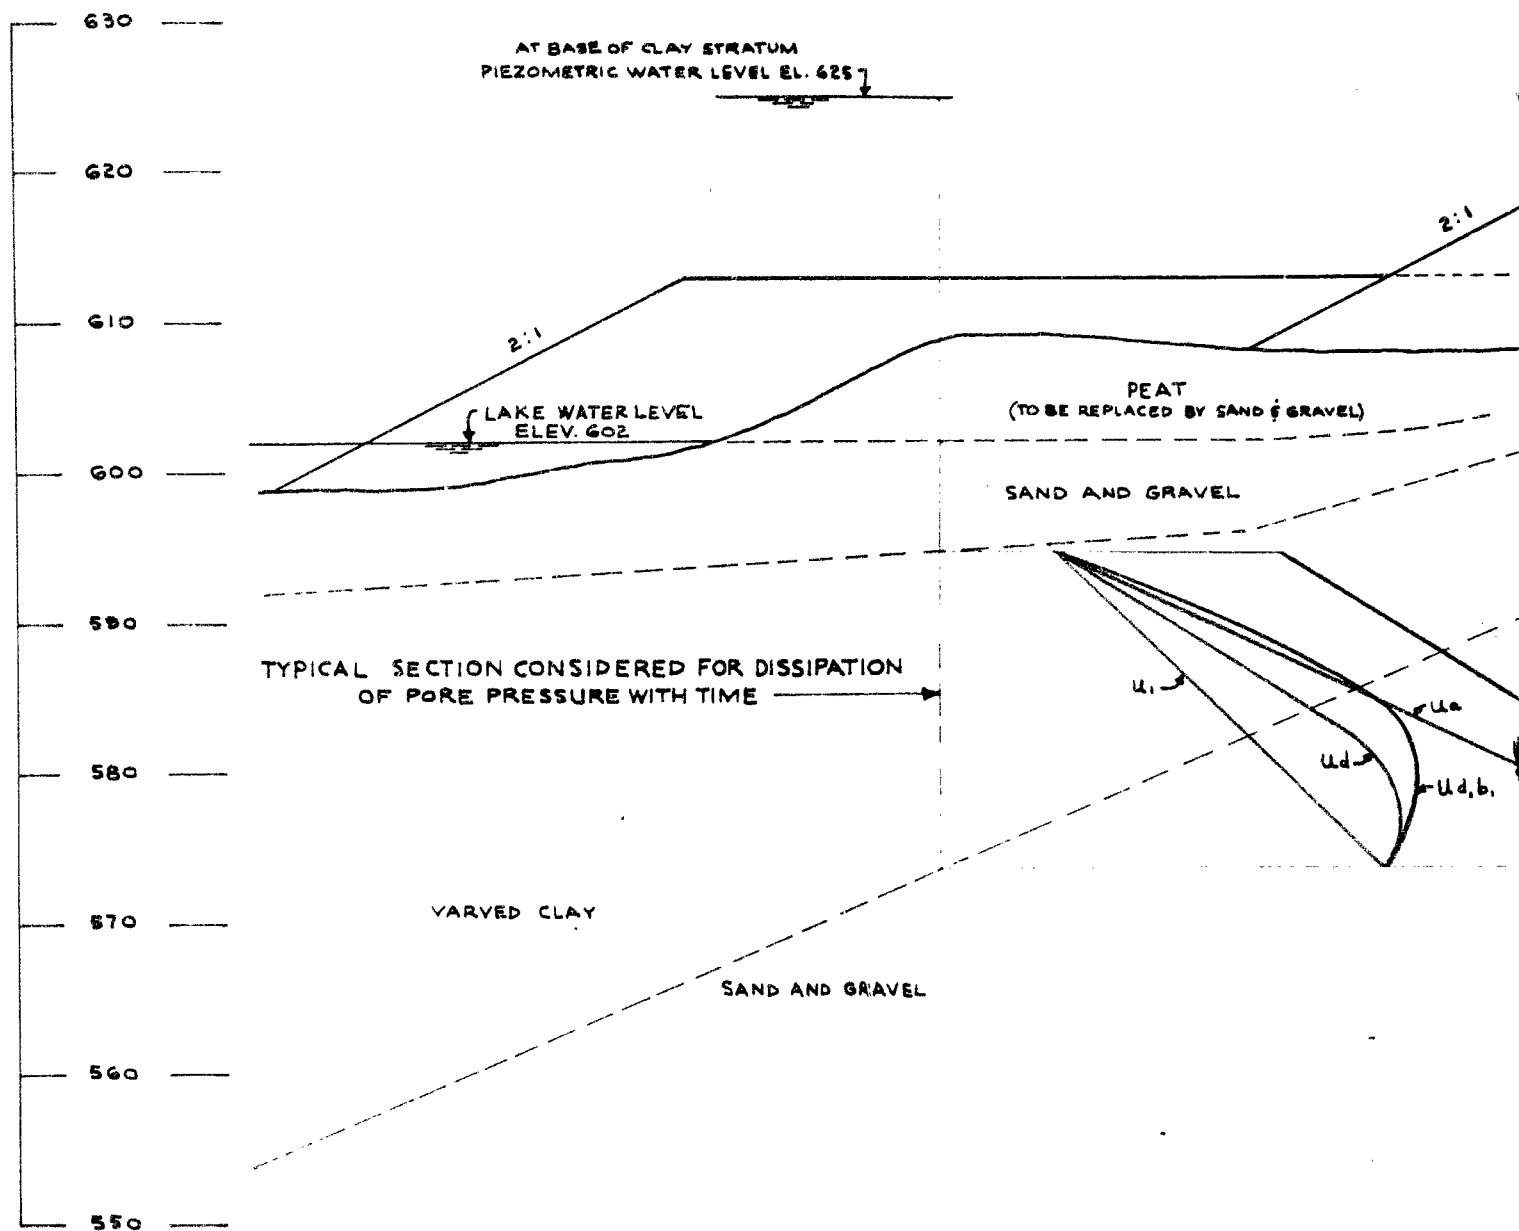 630
AT BASE OF CLAY STRATUM
PIEZOMETRIC WATER LEVEL EL. 625
620
2:1
610
2:1
PEAT
(TO BE REPLACED BY SAND & GRAVEL)
LAKE WATER LEVEL
ELEV. 602
600
SAND AND GRAVEL
590
TYPICAL SECTION CONSIDERED FOR DISSIPATION
OF PORE PRESSURE WITH TIME
u₁
ua
ud
580
ud,b.
570
VARVED CLAY
SAND AND GRAVEL
560
550